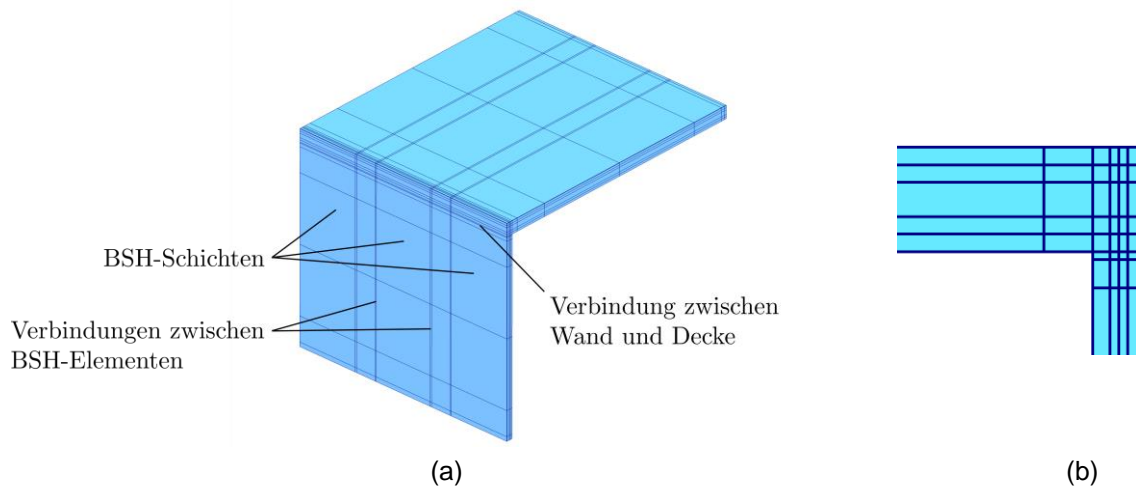 BSH-Schichten
Verbindungen zwischen
BSH-Elementen
Verbindung zwischen
Wand und Decke
(a)
(b)